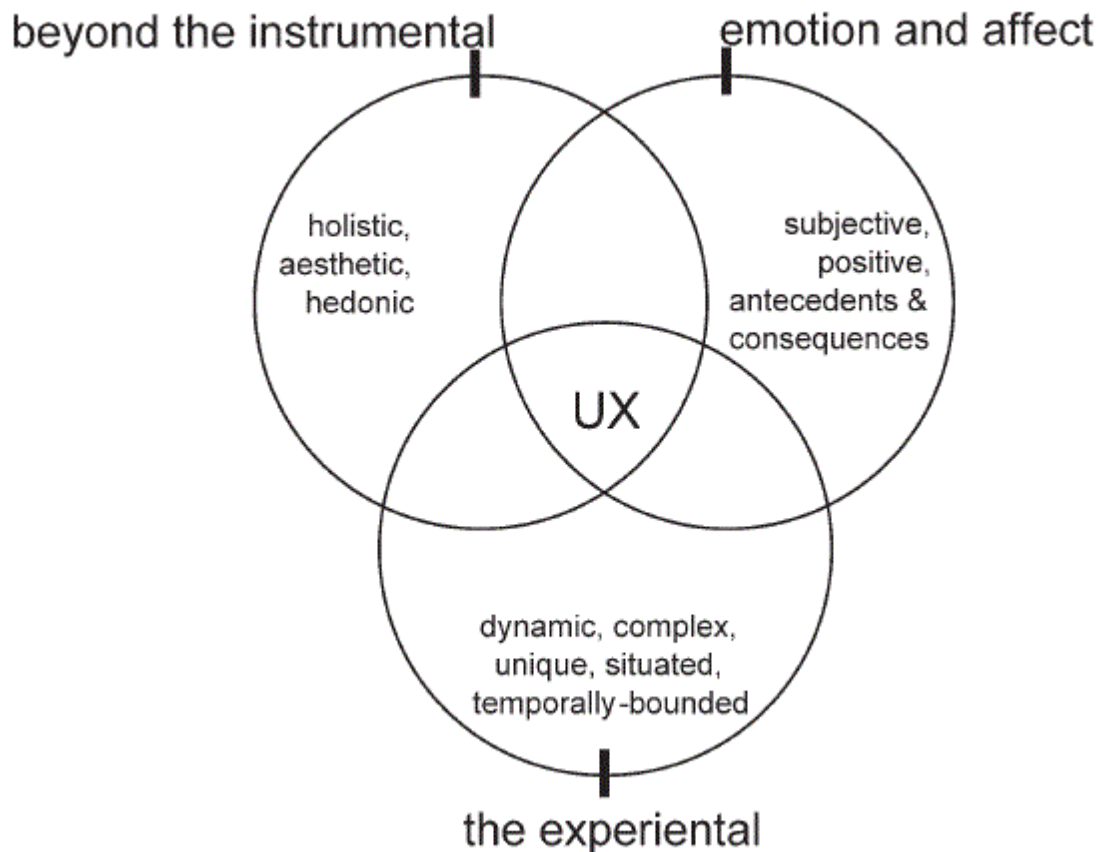 beyond the instrumental
emotion and affect
holistic,
aesthetic,
hedonic
subjective,
positive,
antecedents &
consequences
UX
dynamic, complex,
unique, situated,
temporally-bounded
the experiental